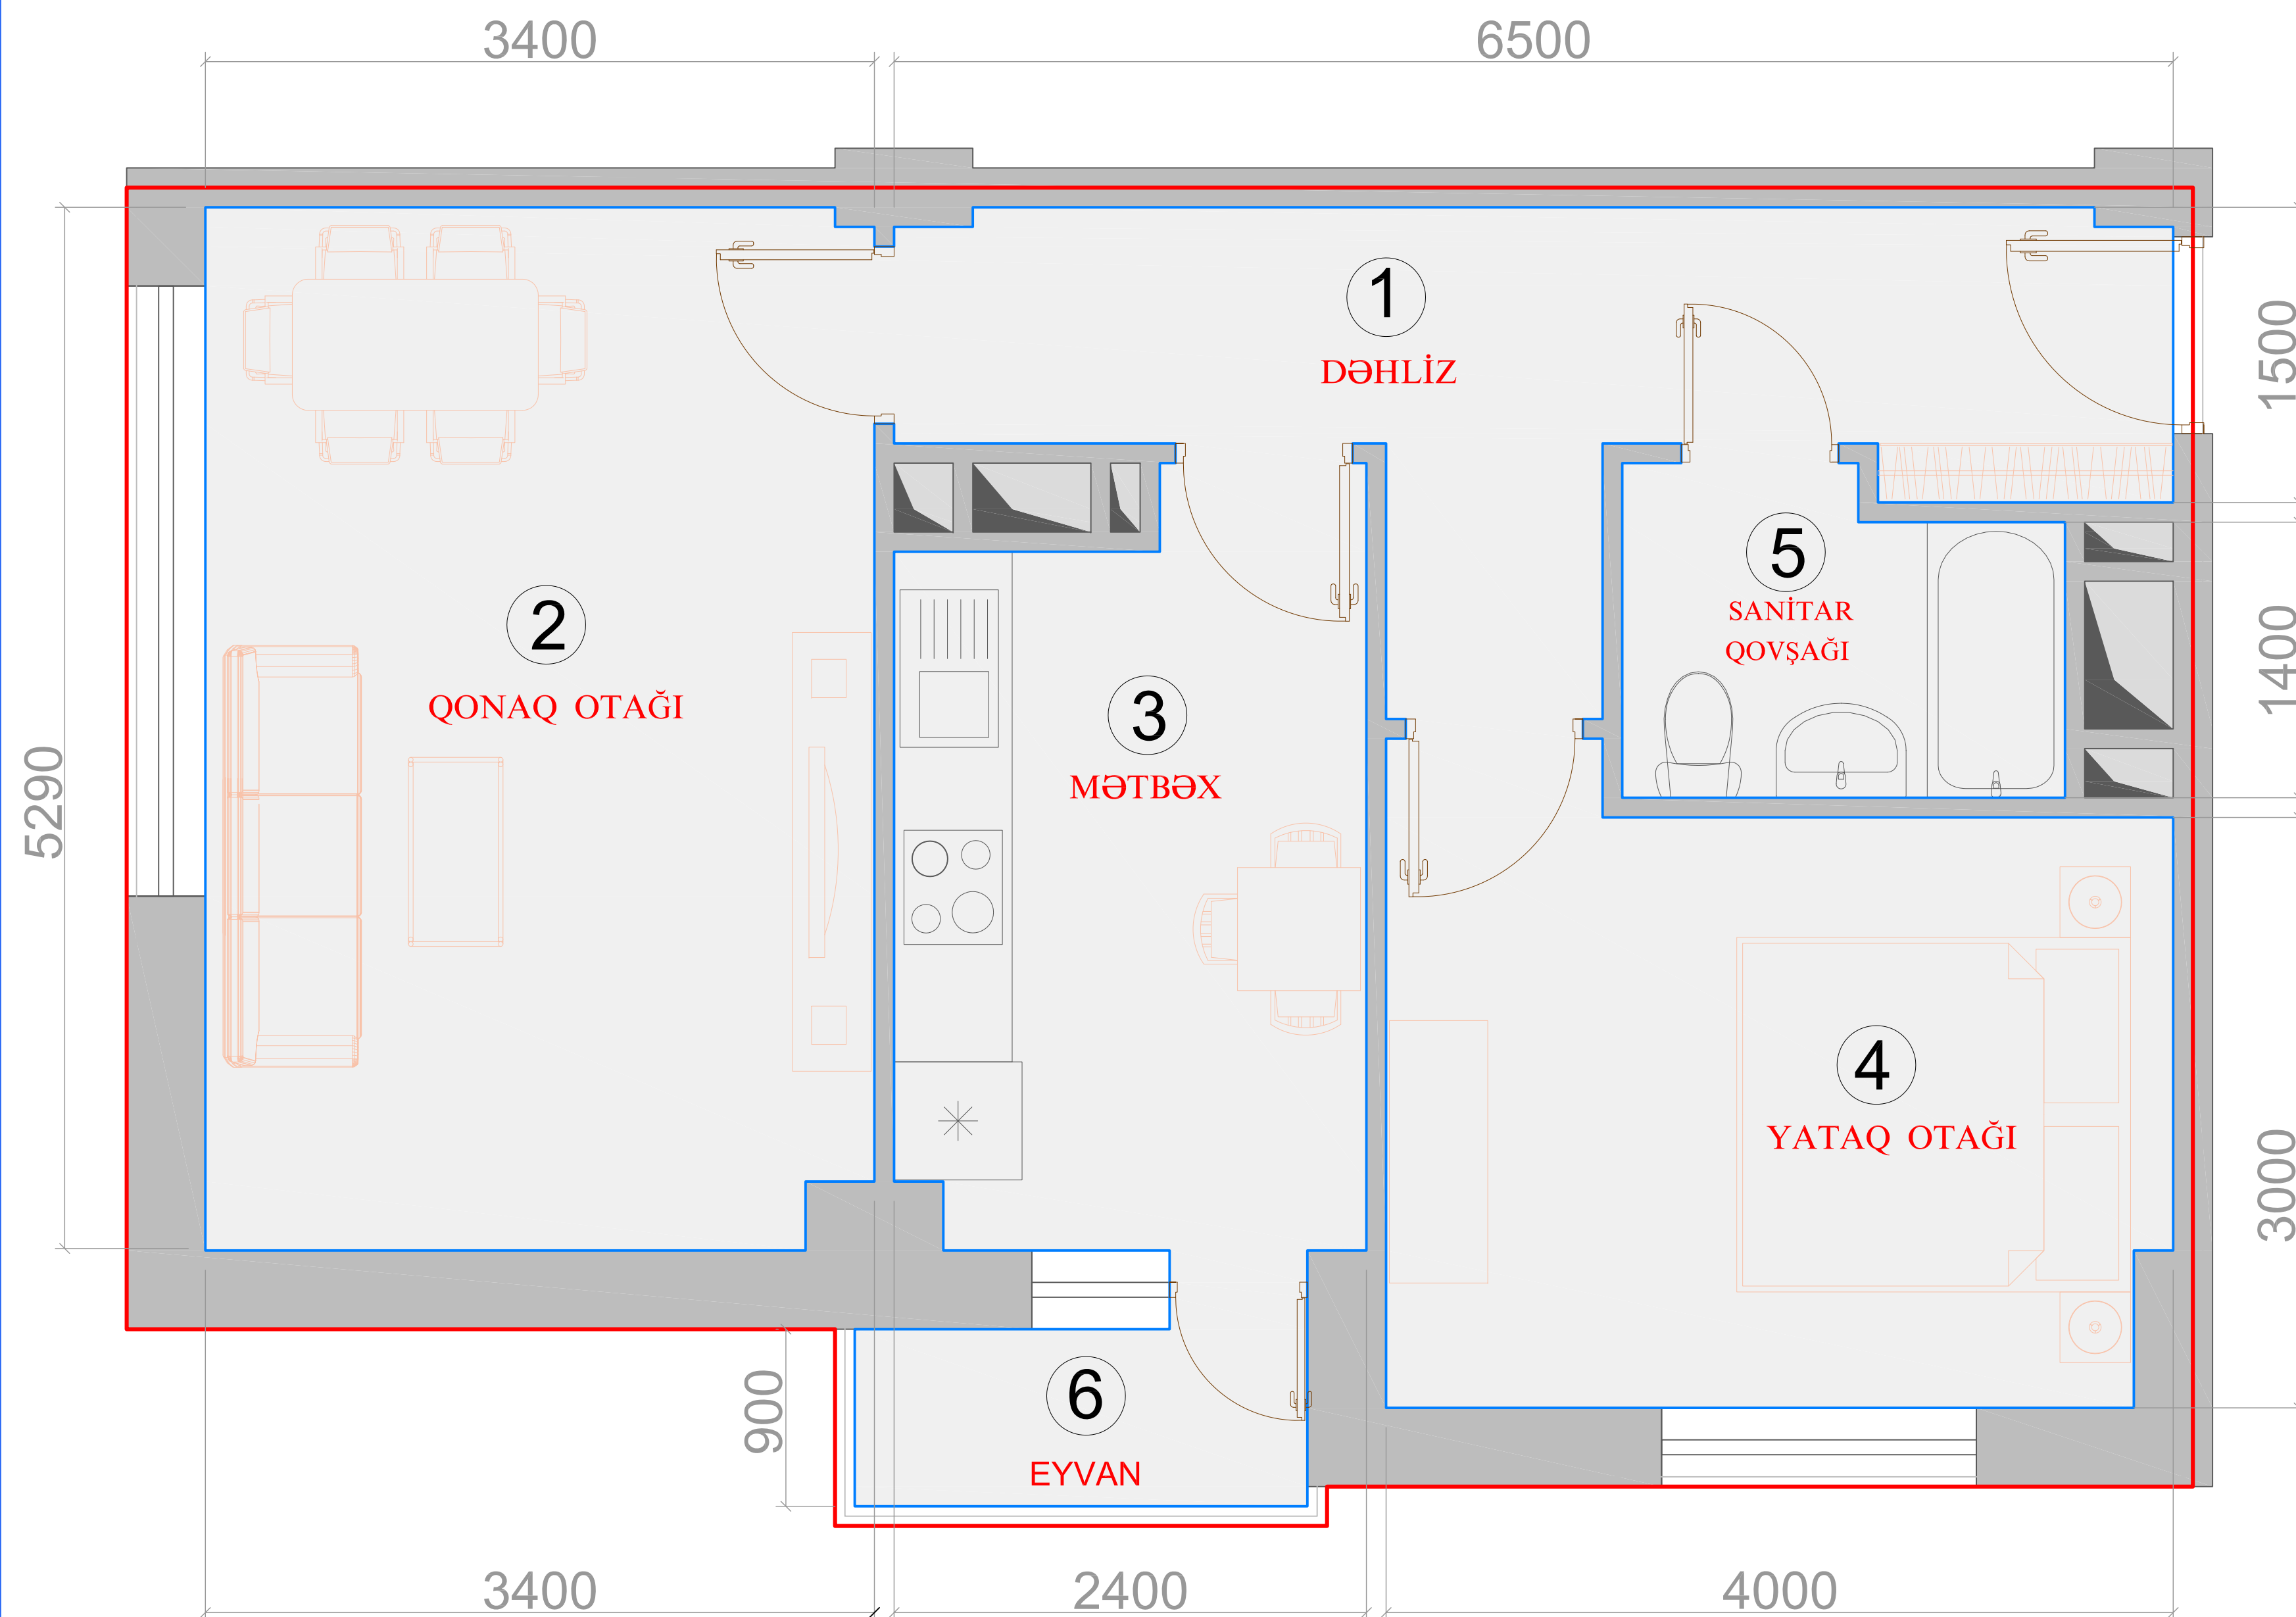 3400
6500
1
DƏHLİZ
1500
2
QONAQ OTAĞI
3
MƏTBƏX
5
SANİTAR
QOVŞAĞI
1400
5290
4
YATAQ OTAĞI
3000
900
6
EYVAN
3400
2400
4000